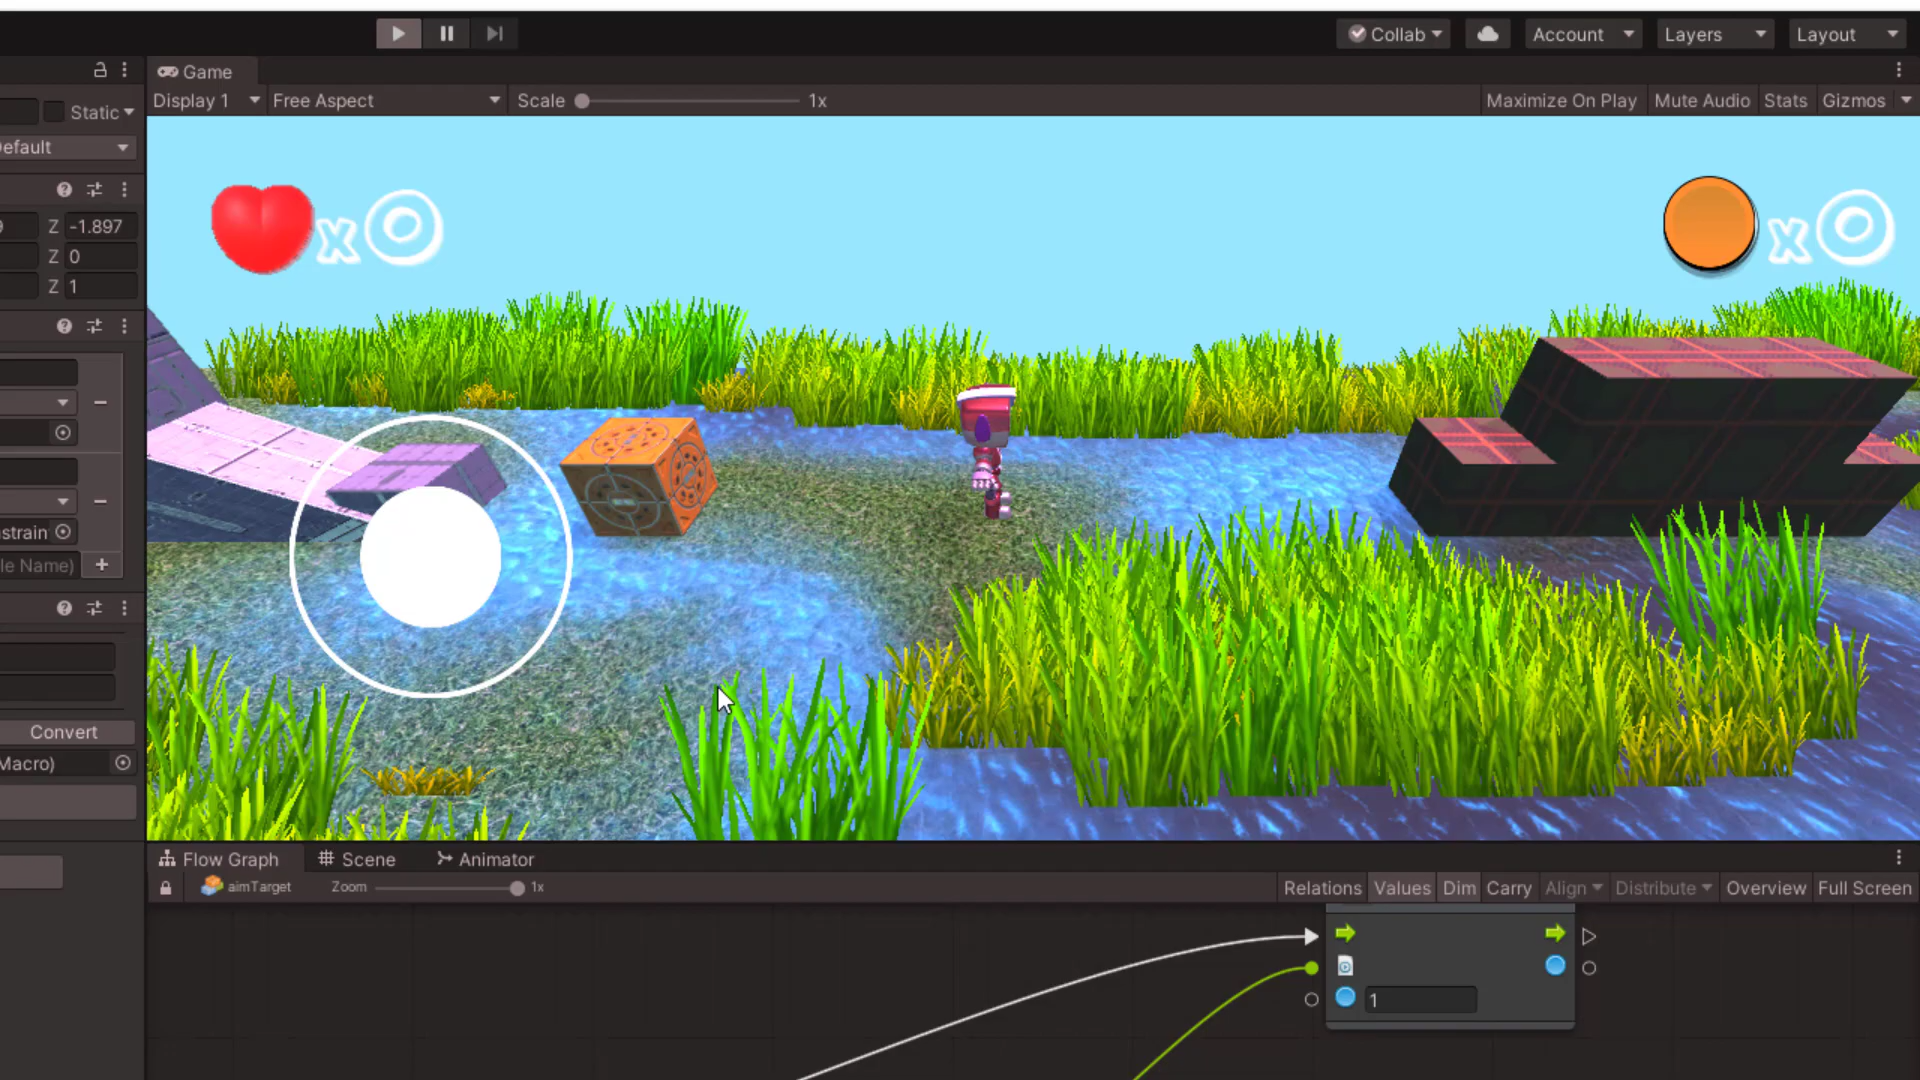 Collab
Account
Layers
Layout
Game
Static
Display 1
Free Aspect
Scale
1x
Maximize On Play
Mute Audio
Stats
Gizmos
efault
Z -1.897
Z 0
Z 1
x 0
x 0
strain
le Name)
Convert
Macro)
Flow Graph
Scene
Animator
aimTarget
Zoom
1x
Relations
Values
Dim
Carry
Align
Distribute
Overview
Full Screen
1